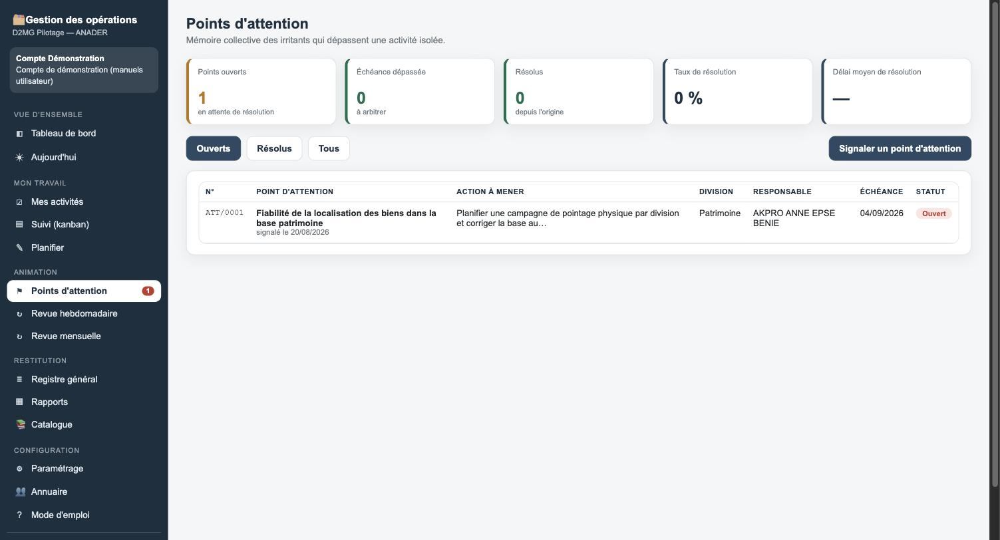 Gestion des opérations
D2MG Pilotage — ANADER
Compte Démonstration
Compte de démonstration (manuels
utilisateur)
VUE D'ENSEMBLE
Tableau de bord
Aujourd'hui
MON TRAVAIL
Mes activités
Suivi (kanban)
Planifier
ANIMATION
Points d'attention 1
Revue hebdomadaire
Revue mensuelle
RESTITUTION
Registre général
Rapports
Catalogue
CONFIGURATION
Paramétrage
Annuaire
? Mode d'emploi
Points d'attention
Mémoire collective des irritants qui dépassent une activité isolée.
Points ouverts
1
en attente de résolution
Échéance dépassée
0
à arbitrer
Résolus
0
depuis l'origine
Taux de résolution
0 %
Délai moyen de résolution
—
Ouverts Résolus Tous Signaler un point d'attention
N° POINT D'ATTENTION ACTION À MENER DIVISION RESPONSABLE ÉCHÉANCE STATUT
ATT/0001 Fiabilité de la localisation des biens dans la Planifier une campagne de pointage physique par division Patrimoine AKPRO ANNE EPSE 04/09/2026 Ouvert
base patrimoine et corriger la base au… BENIE
signalé le 20/08/2026